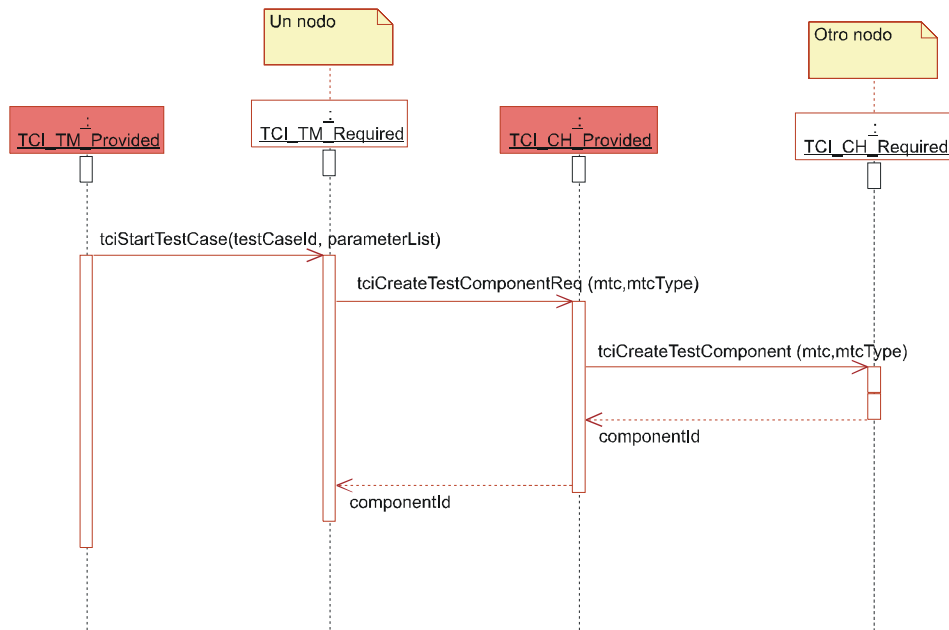 Un nodo
Otro nodo
:
TCI_TM_Provided
:
TCI_TM_Required
:
TCI_CH_Provided
:
TCI_CH_Required
tciStartTestCase(testCaseId, parameterList)
tciCreateTestComponentReq (mtc,mtcType)
tciCreateTestComponent (mtc,mtcType)
componentId
componentId